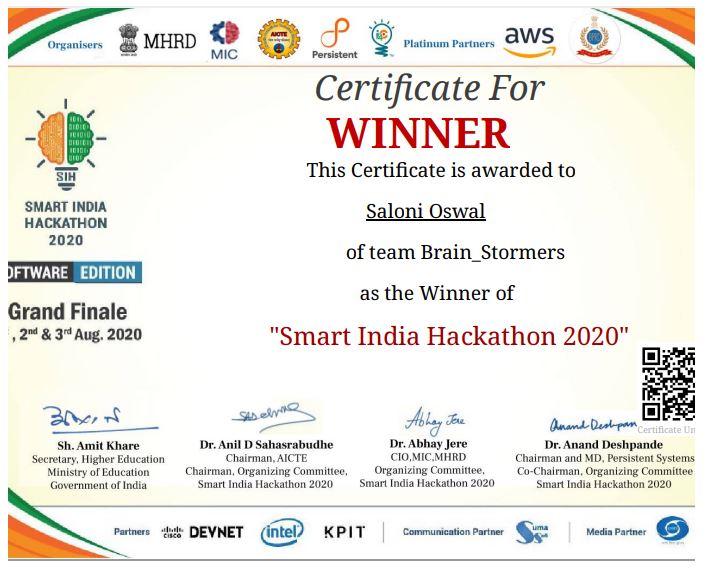 Organisers
MHRD
MIC
AICTE
Persistent
Platinum Partners
aws
Certificate For
WINNER
This Certificate is awarded to
Saloni Oswal
of team Brain_Stormers
as the Winner of
"Smart India Hackathon 2020"
SIH
SMART INDIA
HACKATHON
2020
OFTWARE EDITION
Grand Finale
, 2nd & 3rd Aug. 2020
Certificate Un
Abhay Jere
Anand Deshpan
Sh. Amit Khare
Secretary, Higher Education
Ministry of Education
Government of India
Dr. Anil D Sahasrabudhe
Chairman, AICTE
Chairman, Organizing Committee,
Smart India Hackathon 2020
Dr. Abhay Jere
CIO,MIC,MHRD
Organizing Committee,
Smart India Hackathon 2020
Dr. Anand Deshpande
Chairman and MD, Persistent Systems
Co-Chairman, Organizing Committee
Smart India Hackathon 2020
Partners
cisco DEVNET
intel
KPIT
Communication Partner
uma
Media Partner